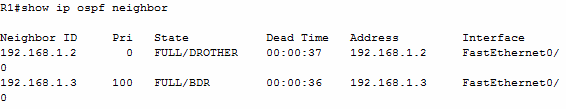 R1#show ip ospf neighbor
Neighbor ID     Pri   State           Dead Time   Address         Interface
192.168.1.2       0   FULL/DROTHER    00:00:37    192.168.1.2     FastEthernet0/
0
192.168.1.3     100   FULL/BDR        00:00:36    192.168.1.3     FastEthernet0/
0